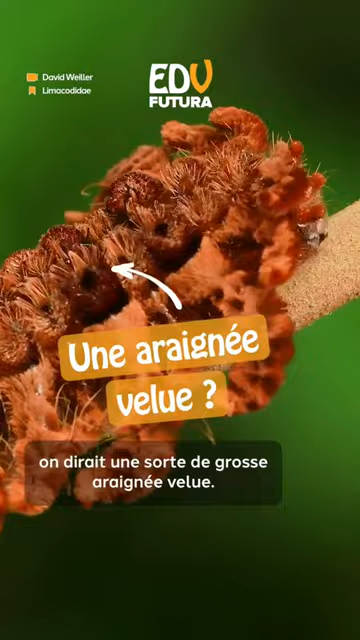 David Weiller
Limacodidae
EDU
FUTURA
Une araignée
velue ?
on dirait une sorte de grosse
araignée velue.